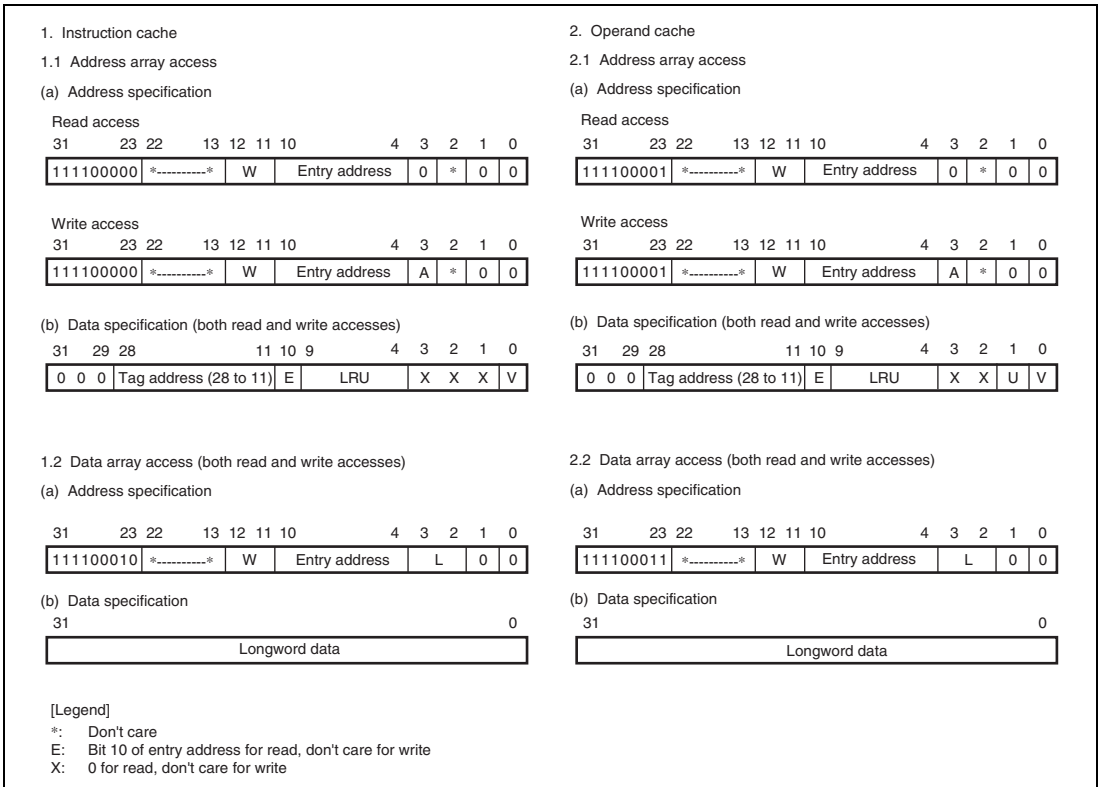 1. Instruction cache
1.1 Address array access
(a) Address specification
Read access
31 23 22 13 12 11 10 4 3 2 1 0
111100000 *----------* W Entry address 0 * 0 0
Write access
31 23 22 13 12 11 10 4 3 2 1 0
111100000 *----------* W Entry address A * 0 0
(b) Data specification (both read and write accesses)
31 29 28 11 10 9 4 3 2 1 0
0 0 0 Tag address (28 to 11) E LRU X X X V
1.2 Data array access (both read and write accesses)
(a) Address specification
31 23 22 13 12 11 10 4 3 2 1 0
111100010 *----------* W Entry address L 0 0
(b) Data specification
31 0
Longword data
2. Operand cache
2.1 Address array access
(a) Address specification
Read access
31 23 22 13 12 11 10 4 3 2 1 0
111100001 *----------* W Entry address 0 * 0 0
Write access
31 23 22 13 12 11 10 4 3 2 1 0
111100001 *----------* W Entry address A * 0 0
(b) Data specification (both read and write accesses)
31 29 28 11 10 9 4 3 2 1 0
0 0 0 Tag address (28 to 11) E LRU X X U V
2.2 Data array access (both read and write accesses)
(a) Address specification
31 23 22 13 12 11 10 4 3 2 1 0
111100011 *----------* W Entry address L 0 0
(b) Data specification
31 0
Longword data
[Legend]
*: Don't care
E: Bit 10 of entry address for read, don't care for write
X: 0 for read, don't care for write